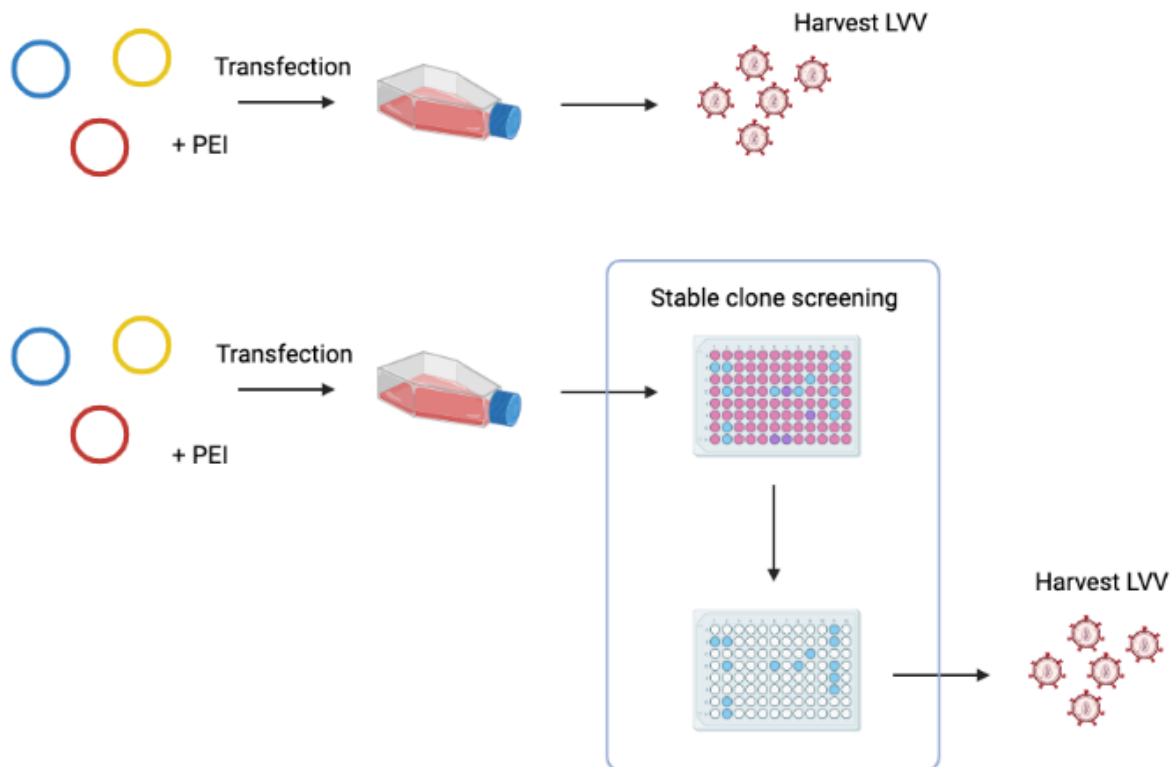 Harvest LVV
Transfection
+ PEI
Stable clone screening
Transfection
+ PEI
Harvest LVV